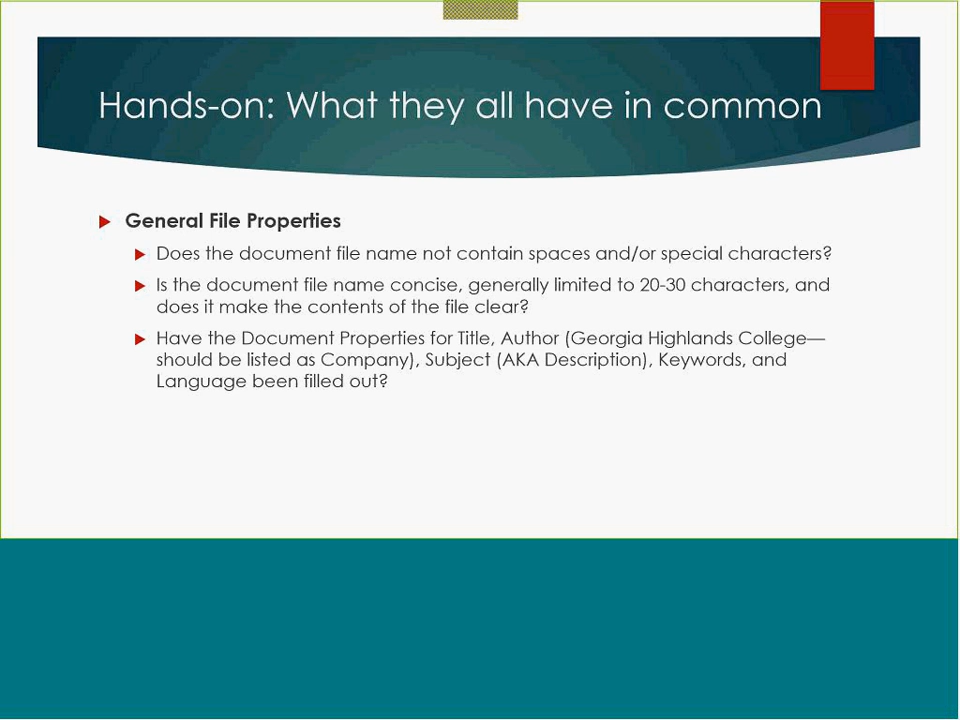 Hands-on: What they all have in common
General File Properties
Does the document file name not contain spaces and/or special characters?
Is the document file name concise, generally limited to 20-30 characters, and
does it make the contents of the file clear?
Have the Document Properties for Title, Author (Georgia Highlands College—
should be listed as Company), Subject (AKA Description), Keywords, and
Language been filled out?